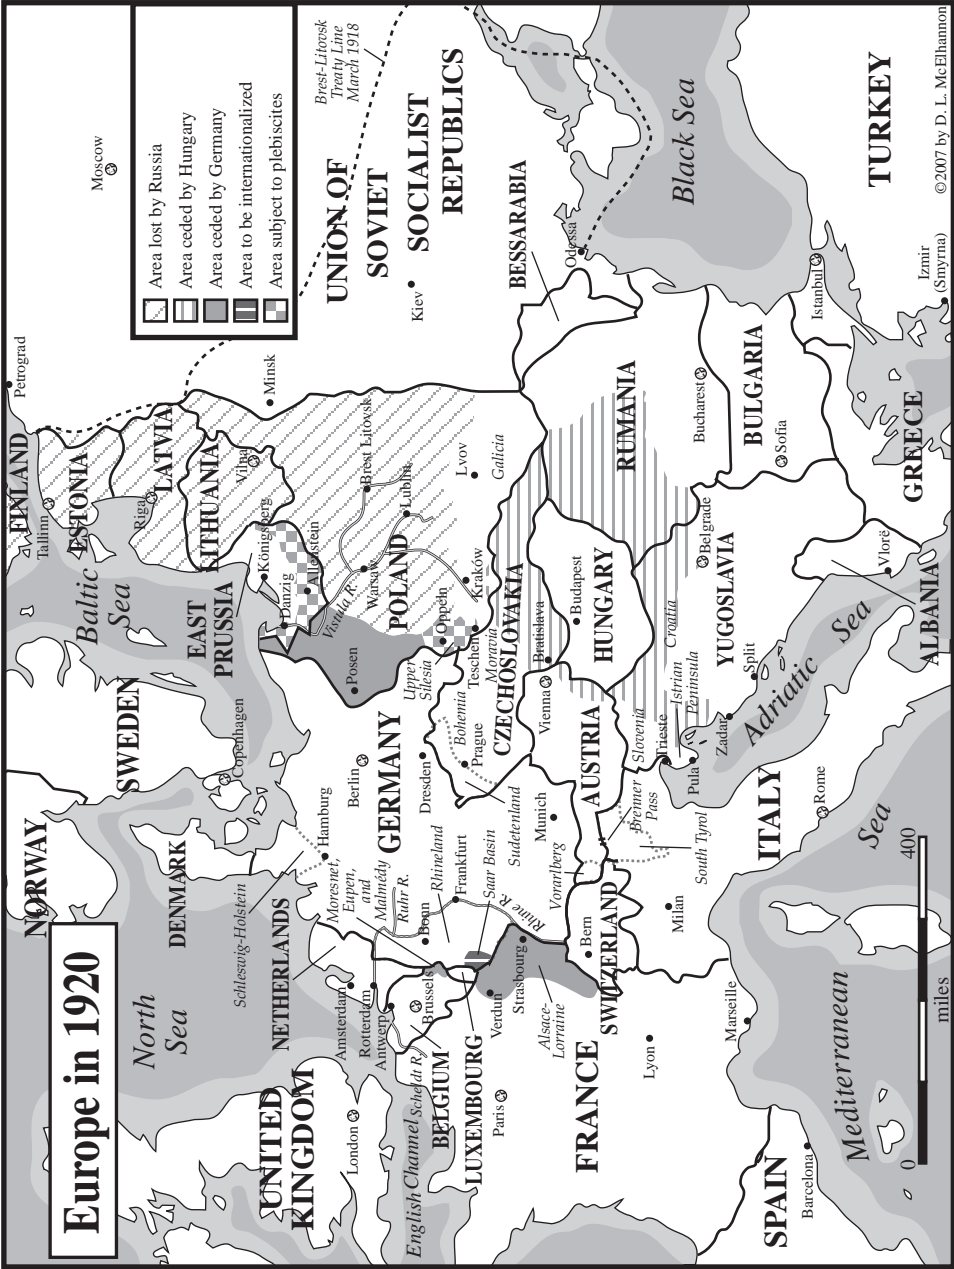 Europe in 1920
Area lost by Russia
Area ceded by Hungary
Area ceded by Germany
Area to be internationalized
Area subject to plebiscites
Brest-Litovsk
Treaty Line
March 1918
Moscow
Petrograd
FINLAND
Tallinn
ESTONIA
Riga
LATVIA
LITHUANIA
Vilna
Minsk
UNION OF
SOVIET
SOCIALIST
REPUBLICS
Kiev
NORWAY
SWEDEN
Baltic
Sea
EAST
PRUSSIA
Königsberg
Danzig
Allenstein
Vistula R.
Brest Litovsk
Lublin
Warsaw
POLAND
Lvov
Galicia
Kraków
Posen
Oppeln
Upper
Silesia
Teschen
Moravia
CZECHOSLOVAKIA
Bratislava
Bohemia
Prague
Sudetenland
North
Sea
DENMARK
Copenhagen
Schleswig-Holstein
Hamburg
Berlin
GERMANY
Dresden
Munich
Frankfurt
Rhineland
Saar Basin
Bonn
Ruhr R.
Moresnet,
Eupen,
and
Malmédy
Rhine R.
NETHERLANDS
Amsterdam
Rotterdam
Antwerp
Brussels
Scheldt R.
BELGIUM
LUXEMBOURG
UNITED
KINGDOM
London
English Channel
Paris
Verdun
Strasbourg
Alsace-
Lorraine
FRANCE
Lyon
Marseille
Bern
SWITZERLAND
Vorarlberg
AUSTRIA
Vienna
Brenner
Pass
South Tyrol
Slovenia
Trieste
Istrian
Peninsula
Pula
Zadar
Split
Croatia
HUNGARY
Budapest
RUMANIA
Bucharest
BESSARABIA
Odessa
Black Sea
BULGARIA
Sofia
YUGOSLAVIA
Belgrade
Adriatic
Sea
ALBANIA
Vlorë
GREECE
Istanbul
Izmir
(Smyrna)
TURKEY
ITALY
Milan
Rome
SPAIN
Barcelona
Mediterranean
Sea
0
400
miles
©2007 by D. L. McElhannon